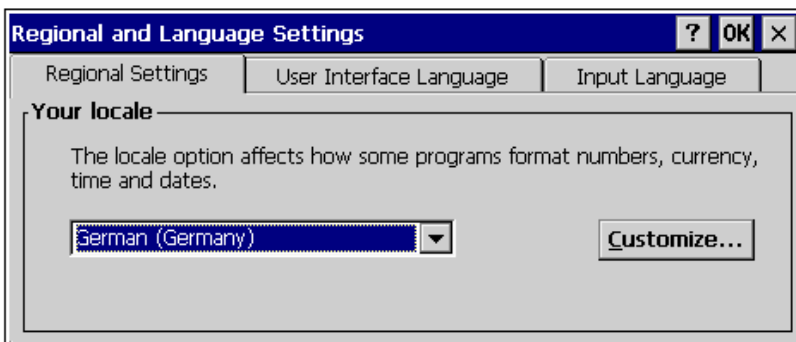 Regional and Language Settings ? OK ×
Regional Settings User Interface Language Input Language
Your locale
The locale option affects how some programs format numbers, currency,
time and dates.
German (Germany) Customize...